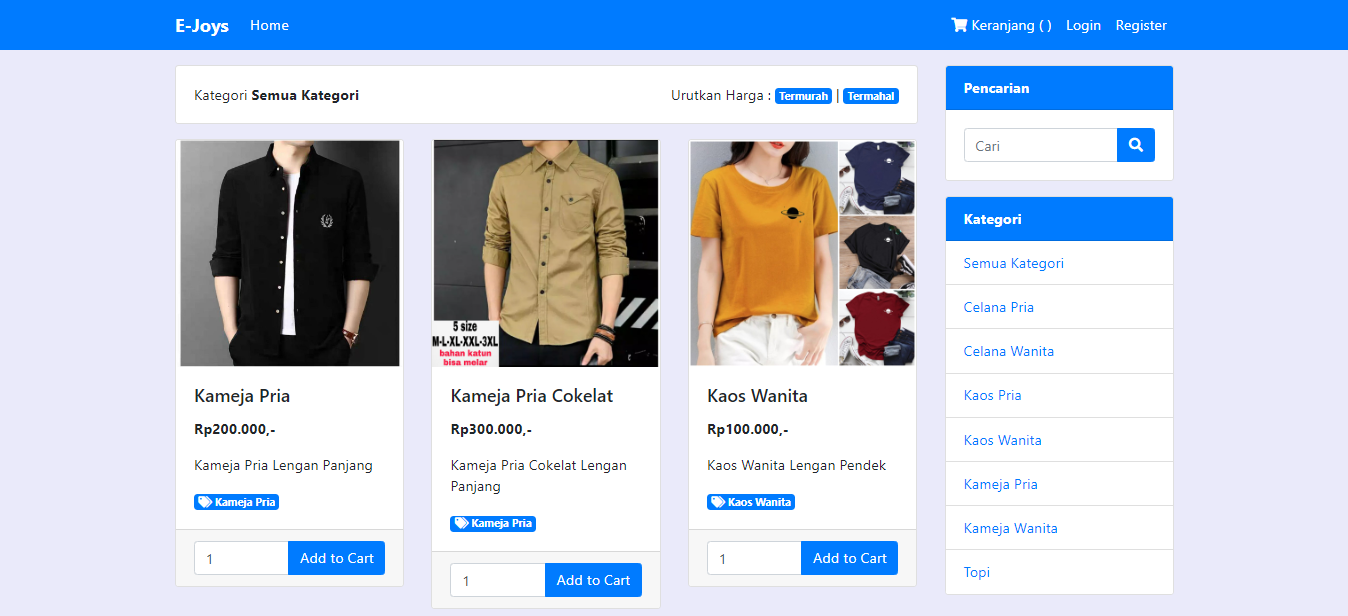 E-Joys Home Keranjang ( ) Login Register
Kategori Semua Kategori
Urutkan Harga : Termurah | Termahal
5 size
M-L-XL-XXL-3XL
bahan katun
bisa melar
Kameja Pria
Rp200.000,-
Kameja Pria Lengan Panjang
Kameja Pria
1 Add to Cart
Kameja Pria Cokelat
Rp300.000,-
Kameja Pria Cokelat Lengan
Panjang
Kameja Pria
1 Add to Cart
Kaos Wanita
Rp100.000,-
Kaos Wanita Lengan Pendek
Kaos Wanita
1 Add to Cart
Pencarian
Cari
Kategori
Semua Kategori
Celana Pria
Celana Wanita
Kaos Pria
Kaos Wanita
Kameja Pria
Kameja Wanita
Topi